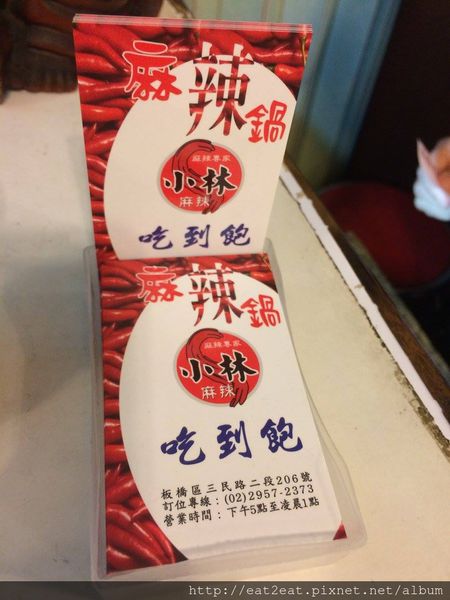 麻辣鍋
麻辣專家
小林
麻辣
吃到飽
麻辣鍋
麻辣專家
小林
麻辣
吃到飽
板橋區三民路二段206號
訂位專線：(02)2957-2373
營業時間：下午5點至凌晨1點
http://eat2eat.pixnet.net/album